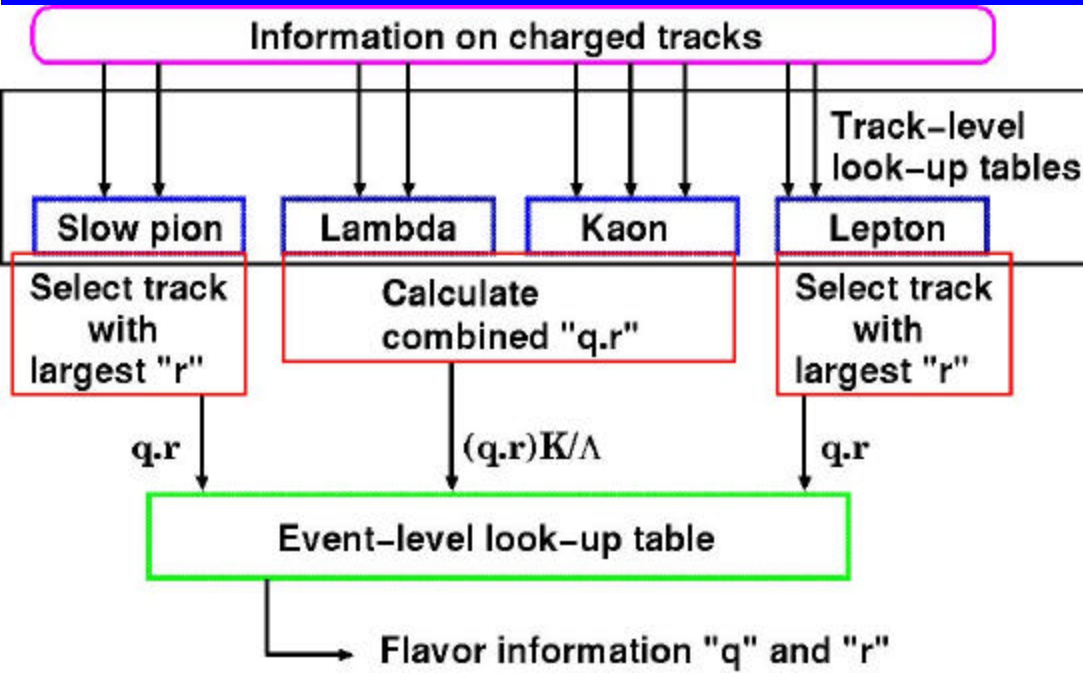 Information on charged tracks
Track–level
look–up tables
Slow pion
Lambda
Kaon
Lepton
Select track
with
largest "r"
Calculate
combined "q.r"
Select track
with
largest "r"
q.r
(q.r)K/Λ
q.r
Event–level look–up table
Flavor information "q" and "r"